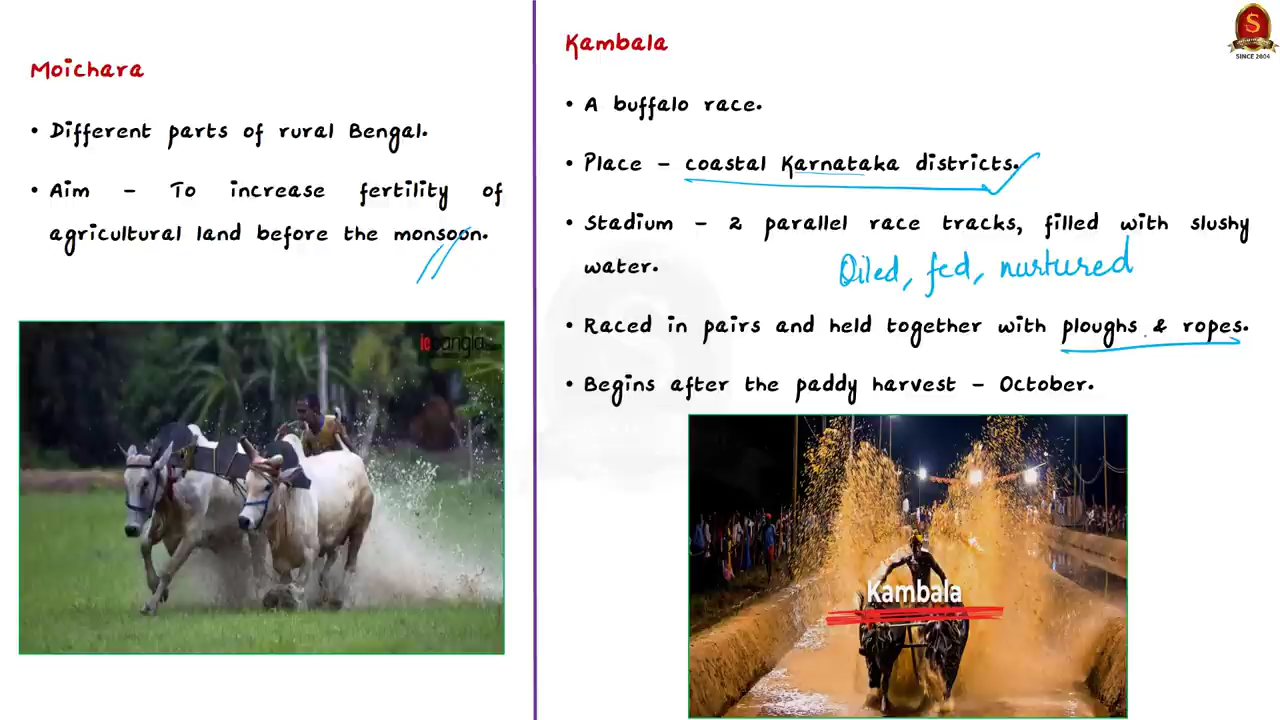 Moichara
• Different parts of rural Bengal.
• Aim – To increase fertility of
agricultural land before the monsoon.
ie bangla
Kambala
• A buffalo race.
• Place – coastal Karnataka districts.
• Stadium – 2 parallel race tracks, filled with slushy
water.
Oiled, fed, nurtured
• Raced in pairs and held together with ploughs & ropes.
• Begins after the paddy harvest – October.
Kambala
S
SINCE 2004